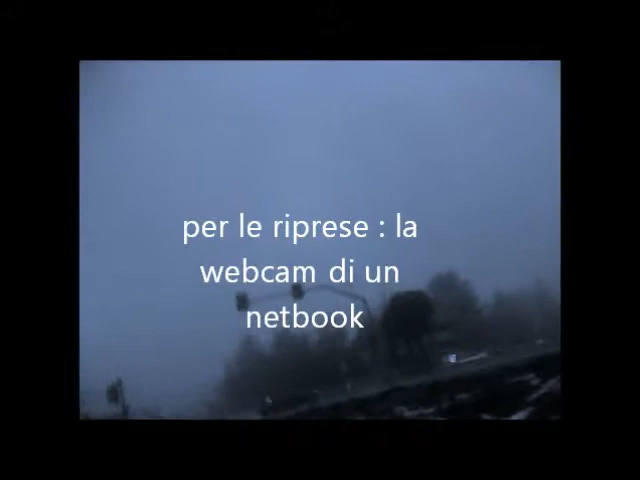 per le riprese : la
webcam di un
netbook